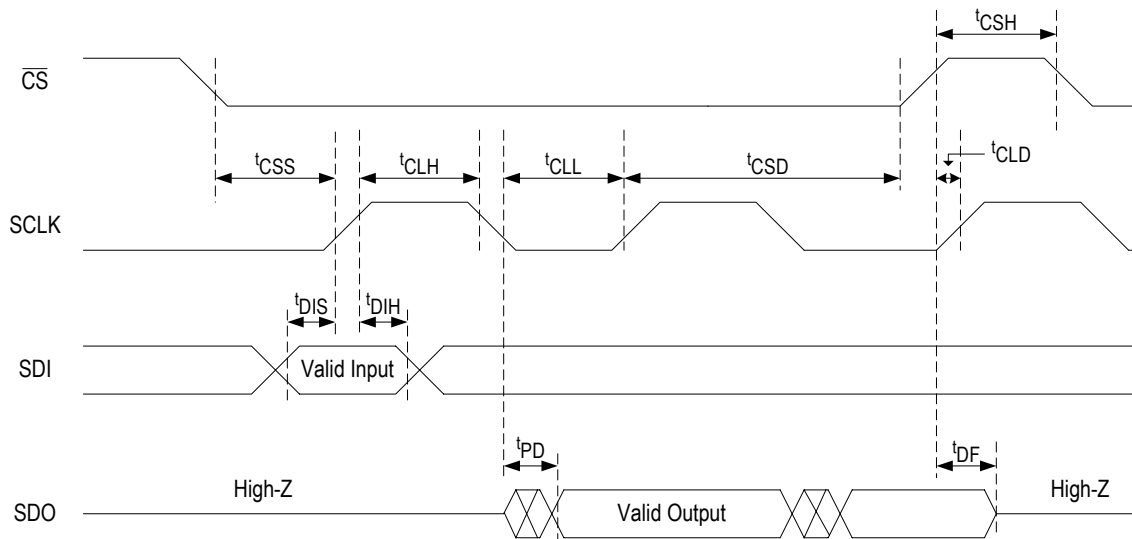 tCSH
CS
tCSS
tCLH
tCLL
tCSD
tCLD
SCLK
tDIS
tDIH
SDI
Valid Input
tPD
tDF
High-Z
High-Z
SDO
Valid Output